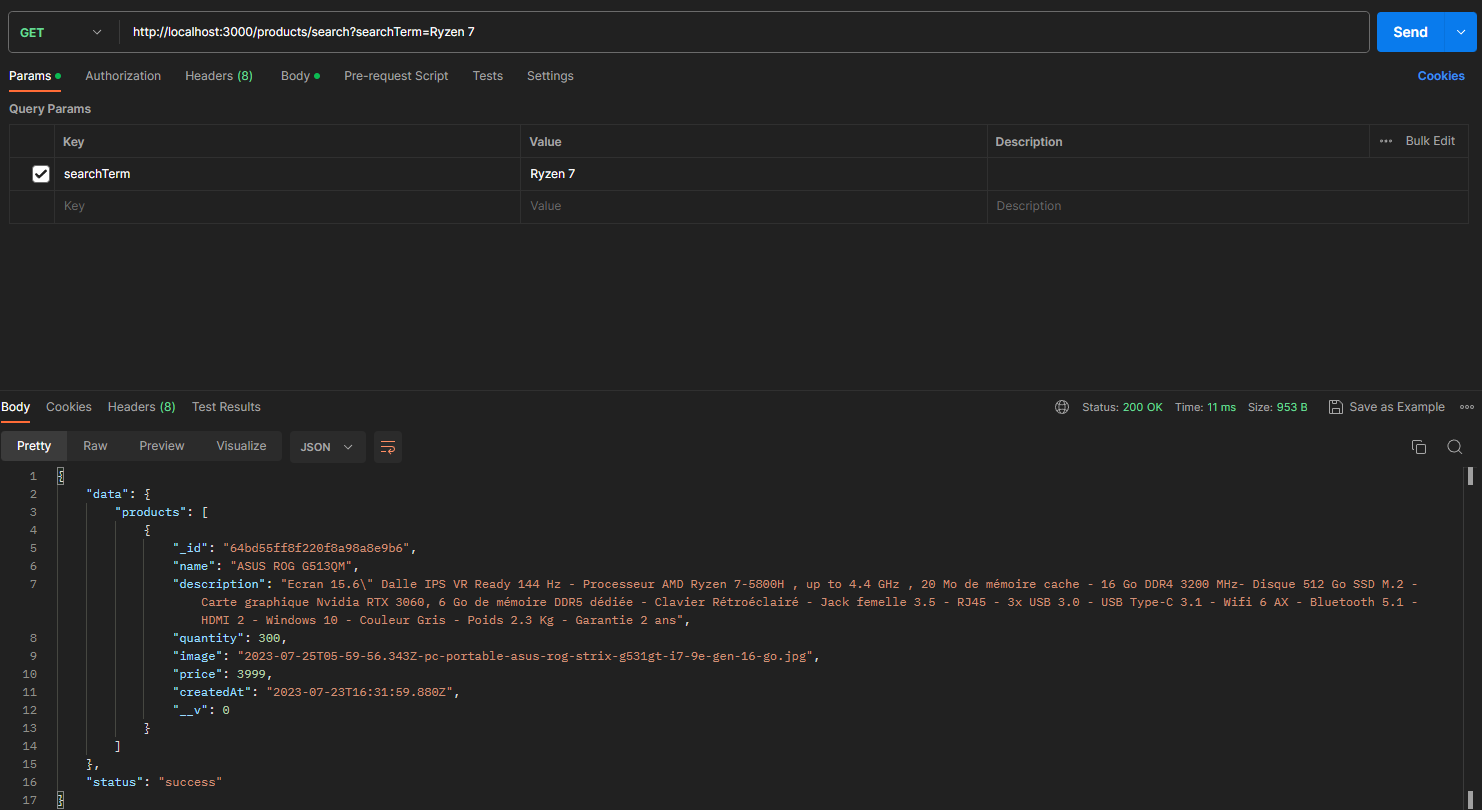 GET http://localhost:3000/products/search?searchTerm=Ryzen 7 Send
Params Authorization Headers (8) Body Pre-request Script Tests Settings Cookies
Query Params
Key Value Description Bulk Edit
searchTerm Ryzen 7
Key Value Description
Body Cookies Headers (8) Test Results Status: 200 OK Time: 11 ms Size: 953 B Save as Example
Pretty Raw Preview Visualize JSON
1 {
2 "data": {
3 "products": [
4 {
5 "_id": "64bd55ff8f220f8a98a8e9b6",
6 "name": "ASUS ROG G513QM",
7 "description": "Ecran 15.6\" Dalle IPS VR Ready 144 Hz - Processeur AMD Ryzen 7-5800H , up to 4.4 GHz , 20 Mo de mémoire cache - 16 Go DDR4 3200 MHz- Disque 512 Go SSD M.2 -
Carte graphique Nvidia RTX 3060, 6 Go de mémoire DDR5 dédiée - Clavier Rétroéclairé - Jack femelle 3.5 - RJ45 - 3x USB 3.0 - USB Type-C 3.1 - Wifi 6 AX - Bluetooth 5.1 -
HDMI 2 - Windows 10 - Couleur Gris - Poids 2.3 Kg - Garantie 2 ans",
8 "quantity": 300,
9 "image": "2023-07-25T05-59-56.343Z-pc-portable-asus-rog-strix-g531gt-i7-9e-gen-16-go.jpg",
10 "price": 3999,
11 "createdAt": "2023-07-23T16:31:59.880Z",
12 "__v": 0
13 }
14 ]
15 },
16 "status": "success"
17 }